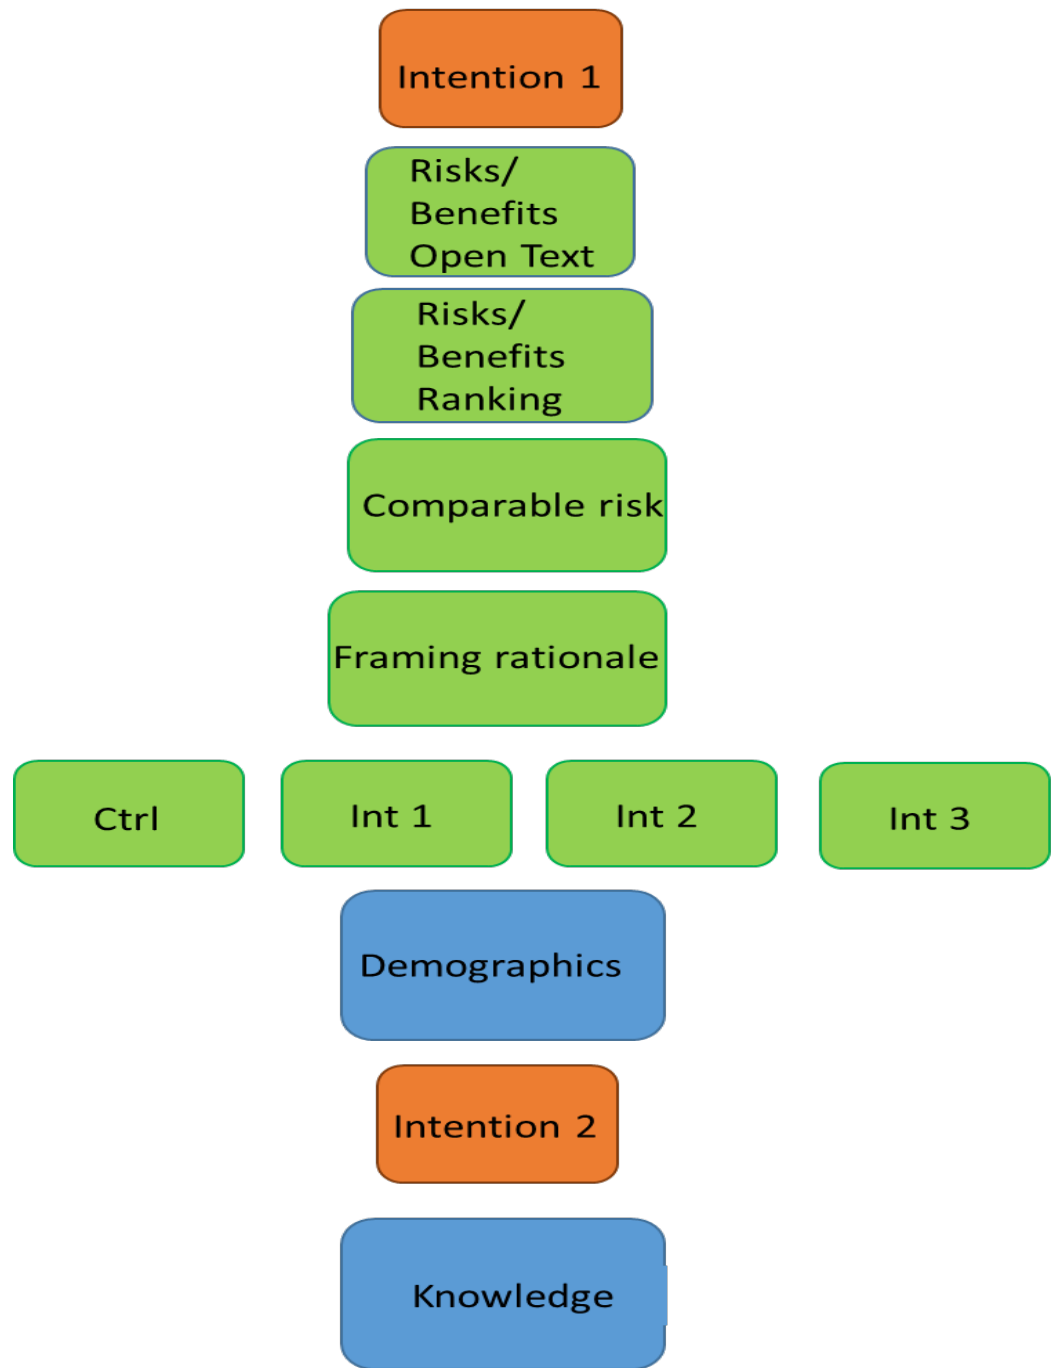 Intention 1
Risks/
Benefits
Open Text
Risks/
Benefits
Ranking
Comparable risk
Framing rationale
Ctrl
Int 1
Int 2
Int 3
Demographics
Intention 2
Knowledge